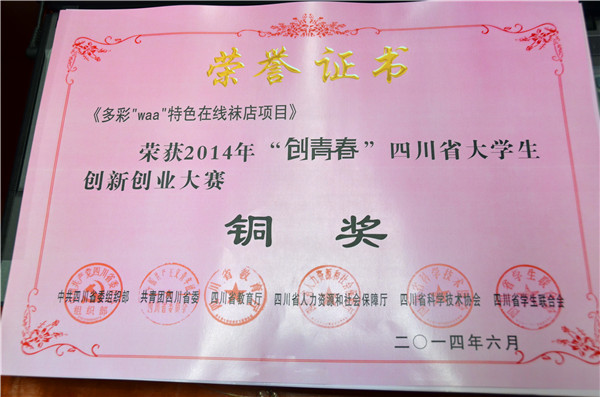 荣誉证书
《多彩"waa"特色在线袜店项目》
荣获2014年“创青春”四川省大学生
创新创业大赛
铜奖
中共四川省委组织部 共青团四川省委 四川省教育厅 四川省人力资源和社会保障厅 四川省科学技术协会 四川省学生联合会
二〇一四年六月